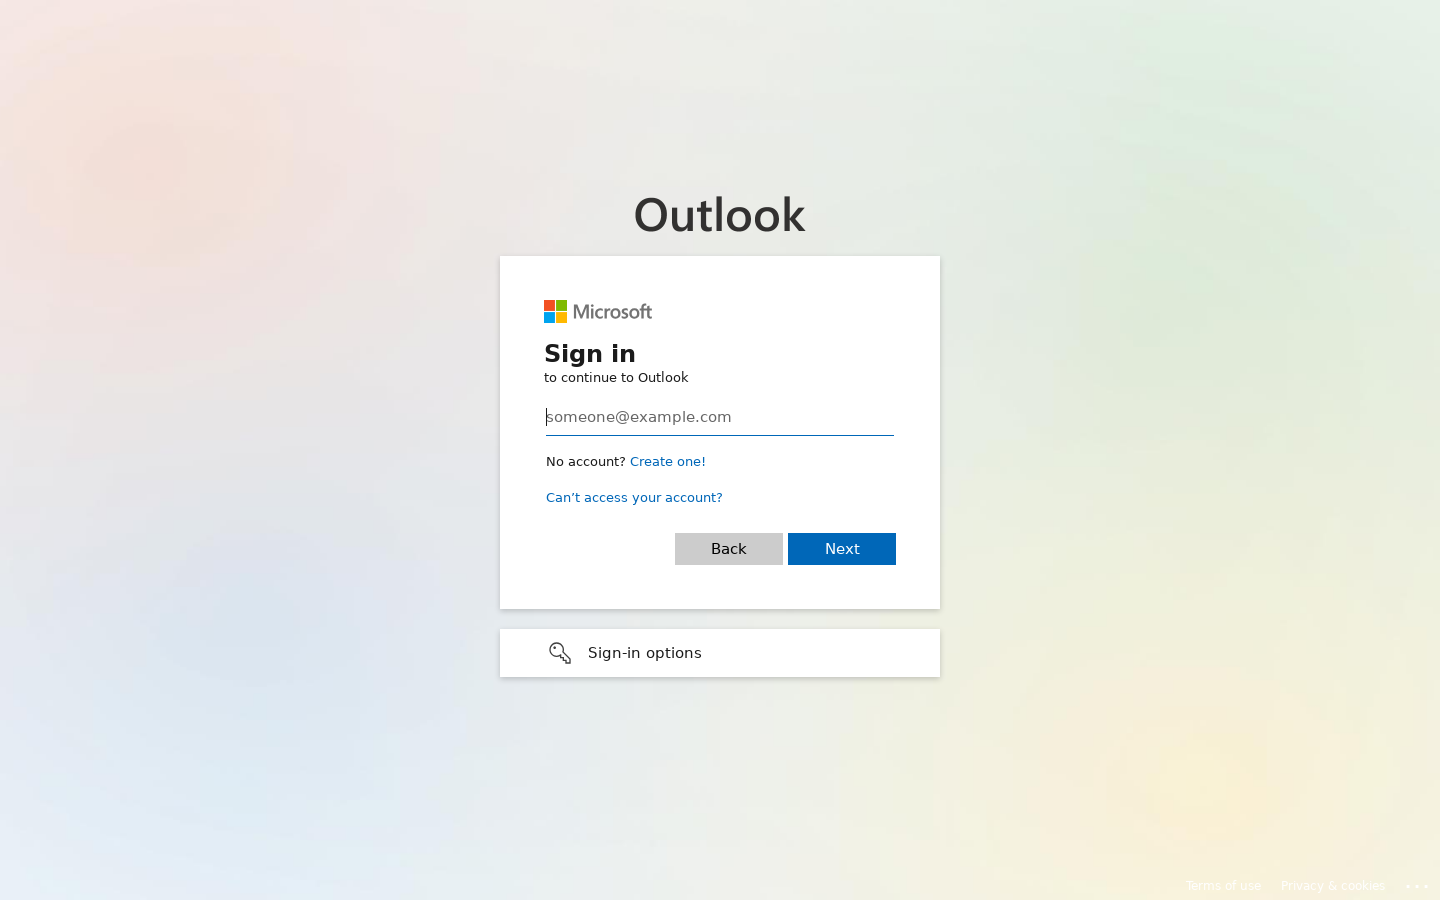 Outlook
Microsoft
Sign in
to continue to Outlook
someone@example.com
No account? Create one!
Can’t access your account?
Back Next
Sign-in options
Terms of use Privacy & cookies